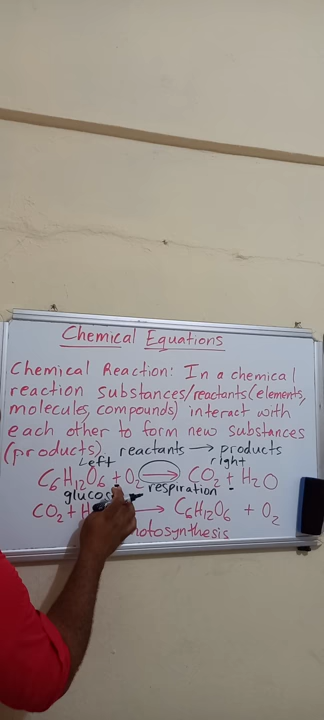 Chemical Equations
Chemical Reaction: In a chemical
reaction substances/reactants(elements,
molecules, compounds) interact with
each other to form new substances
(products). reactants → products
Left right
C₆H₁₂O₆ + O₂ → CO₂ + H₂O
respiration
CO₂ + → C₆H₁₂O₆ + O₂